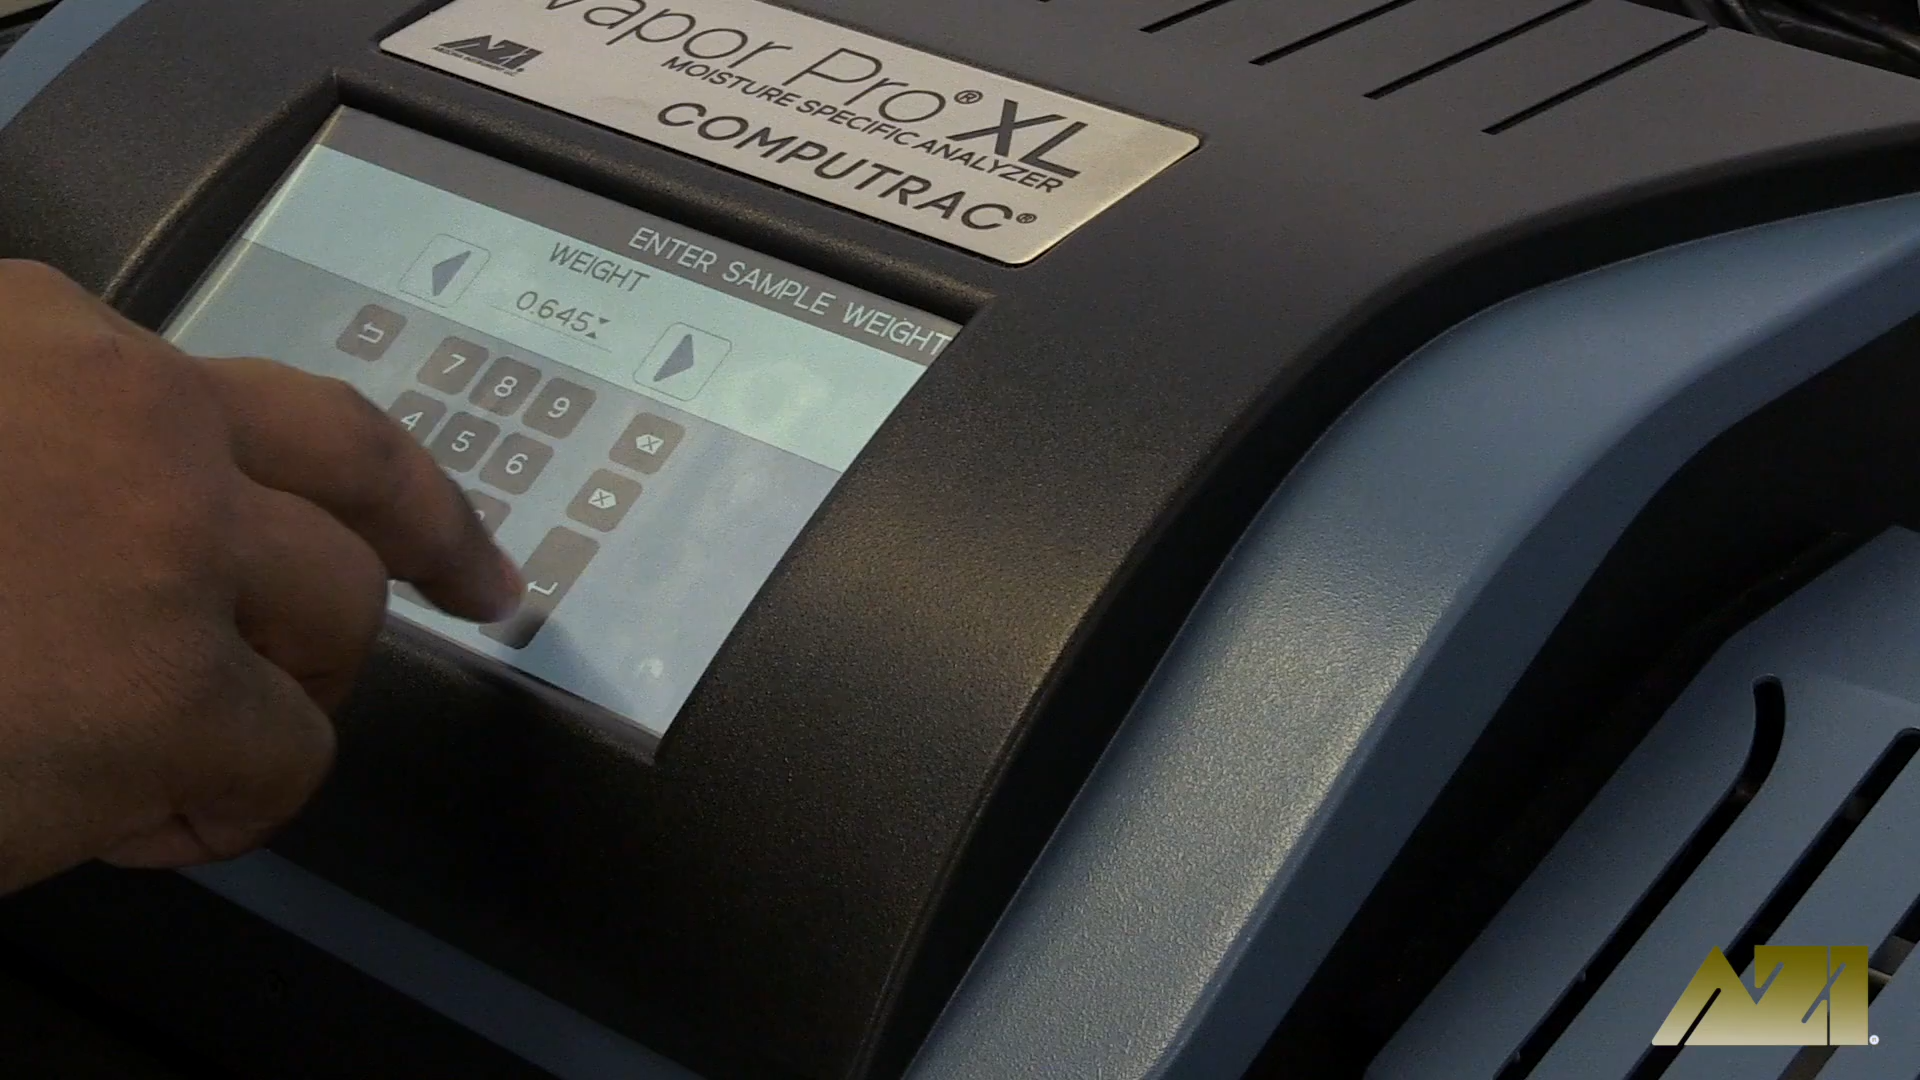 Vapor Pro® XL
MOISTURE SPECIFIC ANALYZER
COMPUTRAC®
ENTER SAMPLE WEIGHT
WEIGHT
0.645
7 8 9
4 5 6